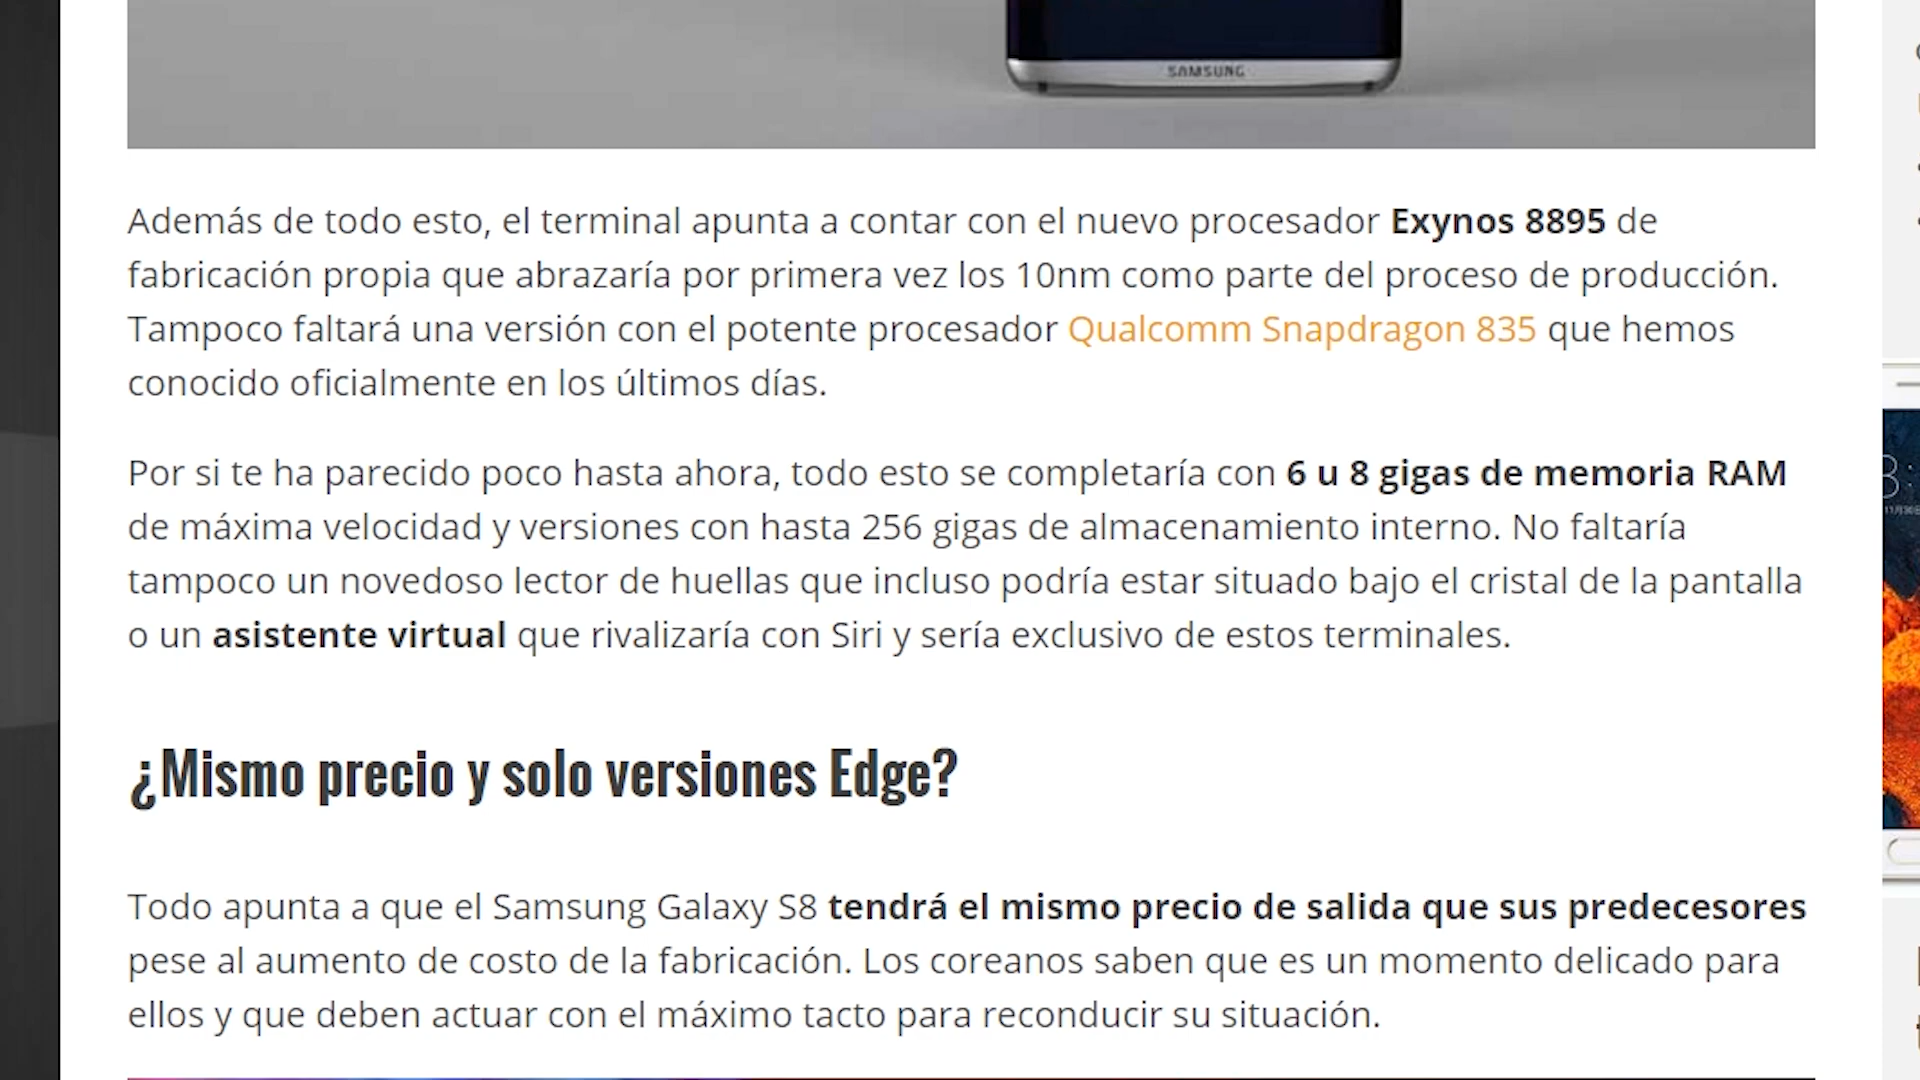 SAMSUNG
Además de todo esto, el terminal apunta a contar con el nuevo procesador Exynos 8895 de
fabricación propia que abrazaría por primera vez los 10nm como parte del proceso de producción.
Tampoco faltará una versión con el potente procesador Qualcomm Snapdragon 835 que hemos
conocido oficialmente en los últimos días.
Por si te ha parecido poco hasta ahora, todo esto se completaría con 6 u 8 gigas de memoria RAM
de máxima velocidad y versiones con hasta 256 gigas de almacenamiento interno. No faltaría
tampoco un novedoso lector de huellas que incluso podría estar situado bajo el cristal de la pantalla
o un asistente virtual que rivalizaría con Siri y sería exclusivo de estos terminales.
¿Mismo precio y solo versiones Edge?
Todo apunta a que el Samsung Galaxy S8 tendrá el mismo precio de salida que sus predecesores
pese al aumento de costo de la fabricación. Los coreanos saben que es un momento delicado para
ellos y que deben actuar con el máximo tacto para reconducir su situación.